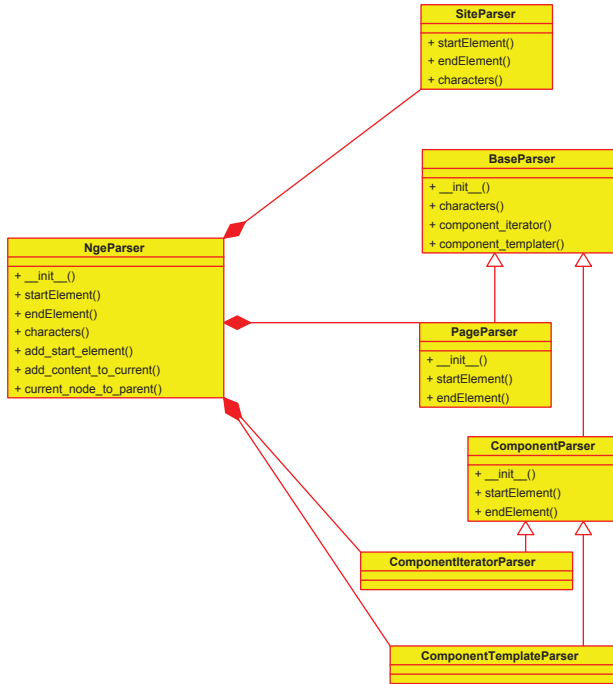 SiteParser
+ startElement()
+ endElement()
+ characters()
BaseParser
+ __init__()
+ characters()
+ component_iterator()
+ component_templater()
NgeParser
+ __init__()
+ startElement()
+ endElement()
+ characters()
+ add_start_element()
+ add_content_to_current()
+ current_node_to_parent()
PageParser
+ __init__()
+ startElement()
+ endElement()
ComponentParser
+ __init__()
+ startElement()
+ endElement()
ComponentIteratorParser
ComponentTemplateParser